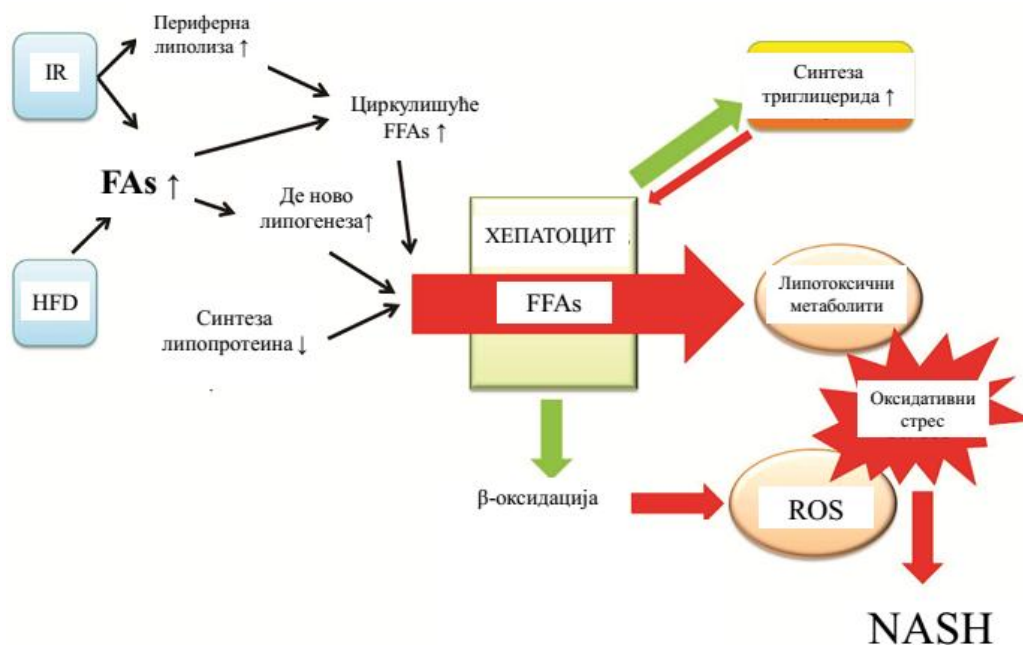 Периферна
липолиза ↑
IR
Синтеза
триглицерида ↑
Циркулишуће
FFAs ↑
FAs ↑
Де ново
липогенеза↑
ХЕПАТОЦИТ
HFD
FFAs
Липотоксични
метаболити
Синтеза
липопротеина ↓
Оксидативни
стрес
β-оксидација
ROS
NASH